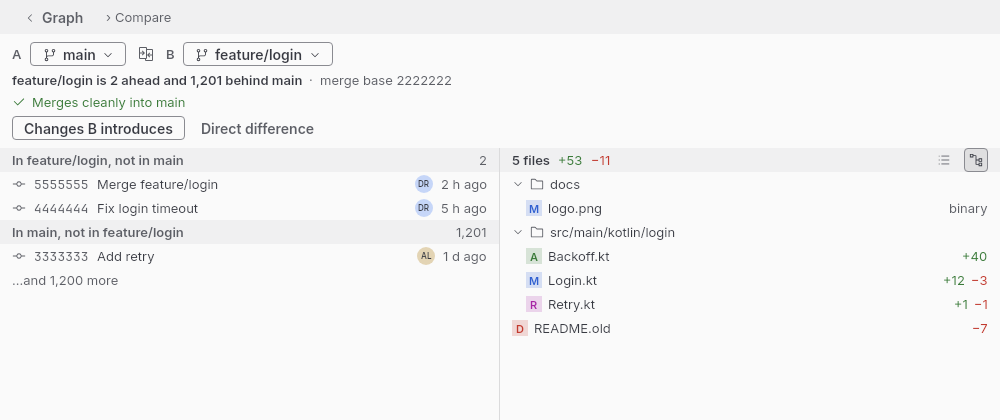 Graph Compare
A main B feature/login
feature/login is 2 ahead and 1,201 behind main · merge base 2222222
Merges cleanly into main
Changes B introduces Direct difference
In feature/login, not in main 2
5555555 Merge feature/login DR 2 h ago
4444444 Fix login timeout DR 5 h ago
In main, not in feature/login 1,201
3333333 Add retry AL 1 d ago
...and 1,200 more
5 files +53 −11
docs
M logo.png binary
src/main/kotlin/login
A Backoff.kt +40
M Login.kt +12 −3
R Retry.kt +1 −1
D README.old −7